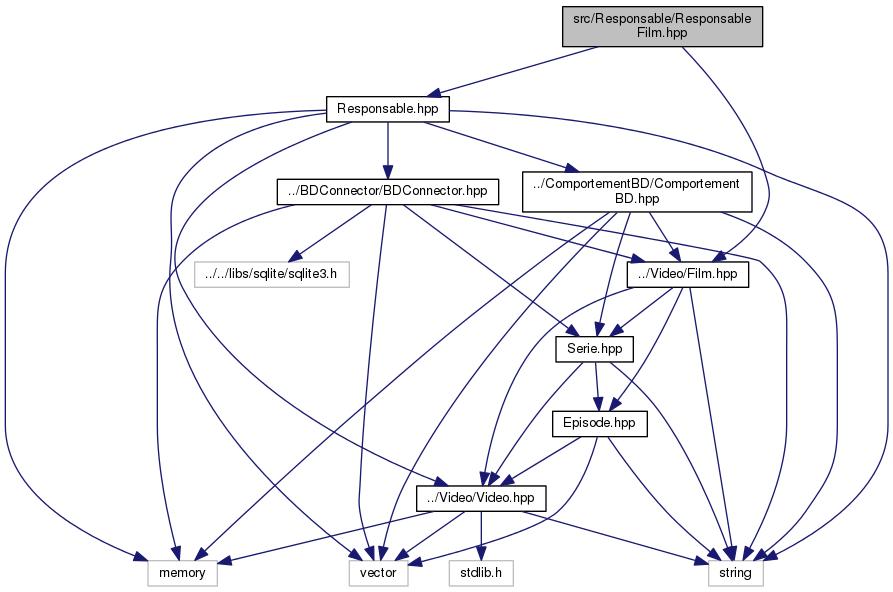 src/Responsable/Responsable
Film.hpp
Responsable.hpp
../BDConnector/BDConnector.hpp
../ComportementBD/Comportement
BD.hpp
../../libs/sqlite/sqlite3.h
../Video/Film.hpp
Serie.hpp
Episode.hpp
../Video/Video.hpp
memory
vector
stdlib.h
string